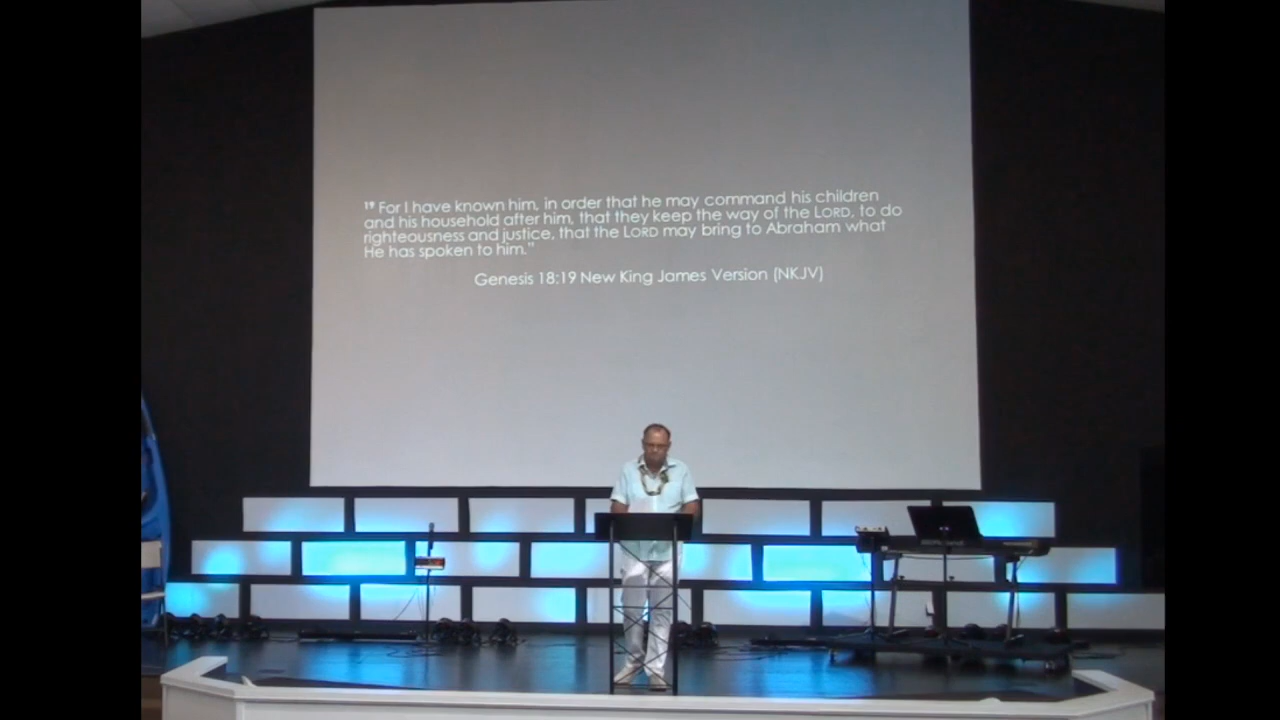 ¹⁹ For I have known him, in order that he may command his children
and his household after him, that they keep the way of the LORD, to do
righteousness and justice, that the LORD may bring to Abraham what
He has spoken to him."
Genesis 18:19 New King James Version (NKJV)